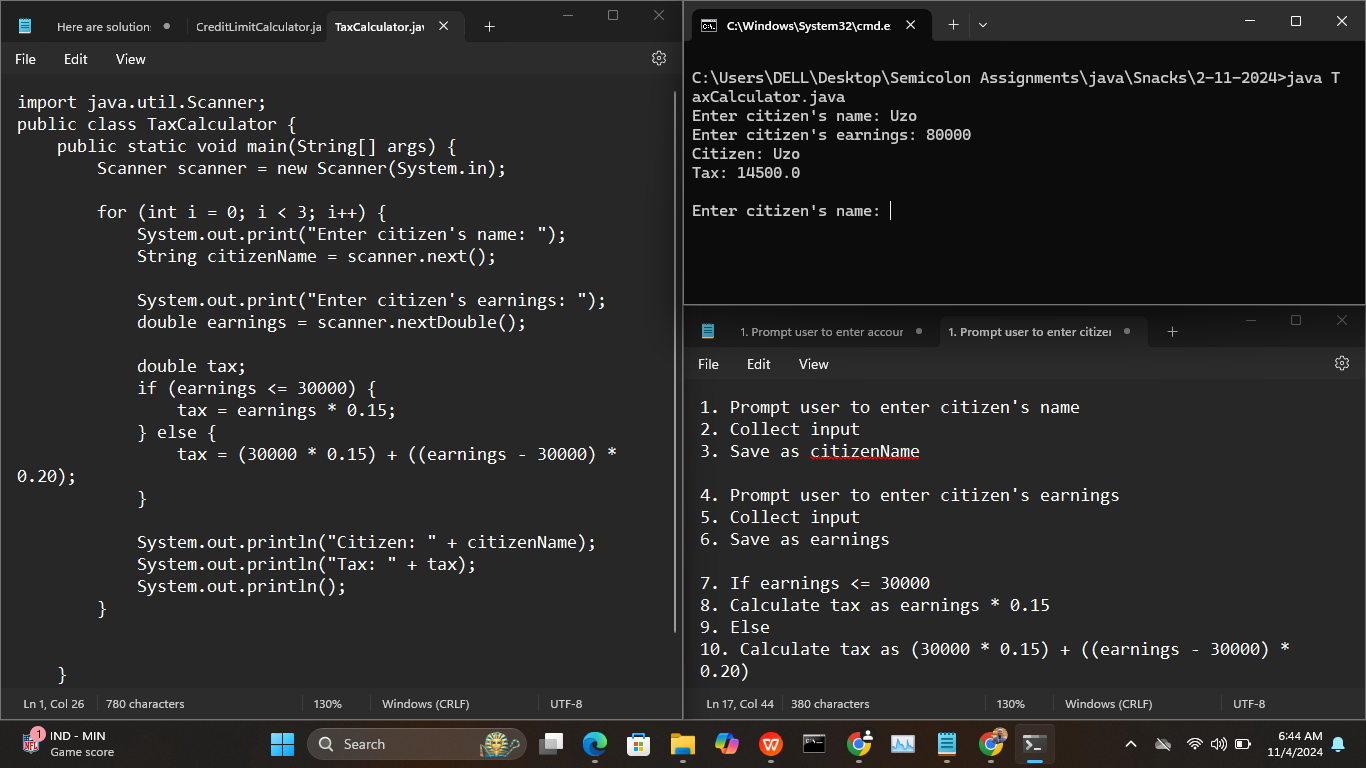 Here are solution:
CreditLimitCalculator.ja
TaxCalculator.jav
File
Edit
View
import java.util.Scanner;
public class TaxCalculator {
public static void main(String[] args) {
Scanner scanner = new Scanner(System.in);
for (int i = 0; i < 3; i++) {
System.out.print("Enter citizen's name: ");
String citizenName = scanner.next();
System.out.print("Enter citizen's earnings: ");
double earnings = scanner.nextDouble();
double tax;
if (earnings <= 30000) {
tax = earnings * 0.15;
} else {
tax = (30000 * 0.15) + ((earnings - 30000) *
0.20);
}
System.out.println("Citizen: " + citizenName);
System.out.println("Tax: " + tax);
System.out.println();
}
}
Ln 1, Col 26
780 characters
130%
Windows (CRLF)
UTF-8
C:\Windows\System32\cmd.e
C:\Users\DELL\Desktop\Semicolon Assignments\java\Snacks\2-11-2024>java T
axCalculator.java
Enter citizen's name: Uzo
Enter citizen's earnings: 80000
Citizen: Uzo
Tax: 14500.0
Enter citizen's name:
1. Prompt user to enter accour
1. Prompt user to enter citizer
File
Edit
View
1. Prompt user to enter citizen's name
2. Collect input
3. Save as citizenName
4. Prompt user to enter citizen's earnings
5. Collect input
6. Save as earnings
7. If earnings <= 30000
8. Calculate tax as earnings * 0.15
9. Else
10. Calculate tax as (30000 * 0.15) + ((earnings - 30000) *
0.20)
Ln 17, Col 44
380 characters
130%
Windows (CRLF)
UTF-8
1
IND - MIN
Game score
Search
6:44 AM
11/4/2024